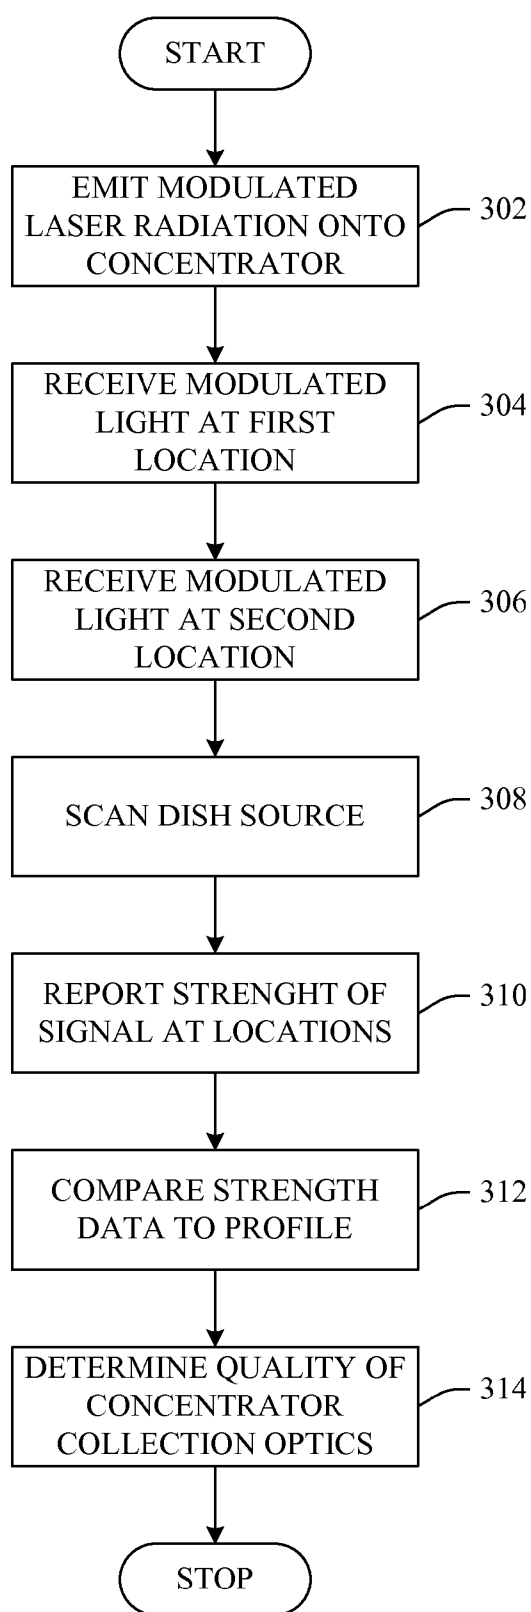 START
EMIT MODULATED
LASER RADIATION ONTO
CONCENTRATOR
302
RECEIVE MODULATED
LIGHT AT FIRST
LOCATION
304
RECEIVE MODULATED
LIGHT AT SECOND
LOCATION
306
SCAN DISH SOURCE
308
REPORT STRENGHT OF
SIGNAL AT LOCATIONS
310
COMPARE STRENGTH
DATA TO PROFILE
312
DETERMINE QUALITY OF
CONCENTRATOR
COLLECTION OPTICS
314
STOP